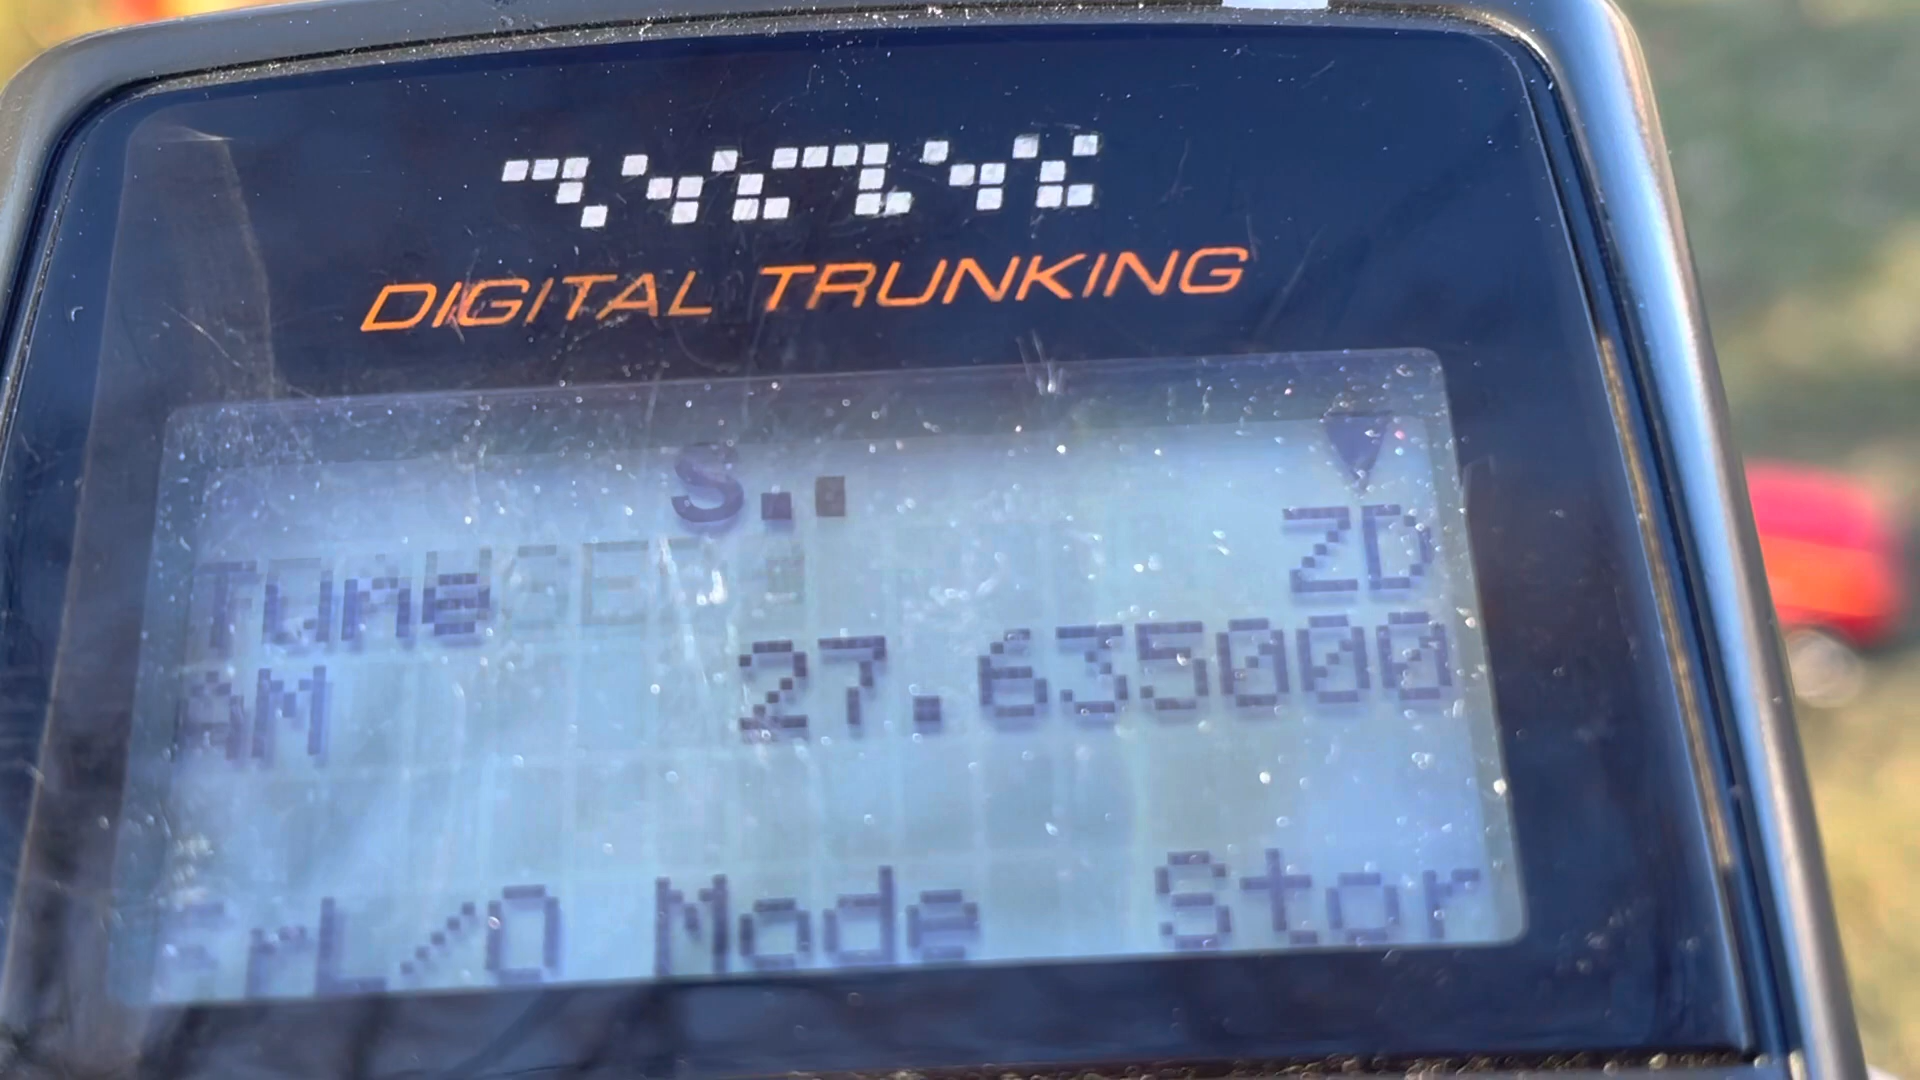 DIGITAL TRUNKING
S
Tune ZD
AM 27.635000
Mode Stor